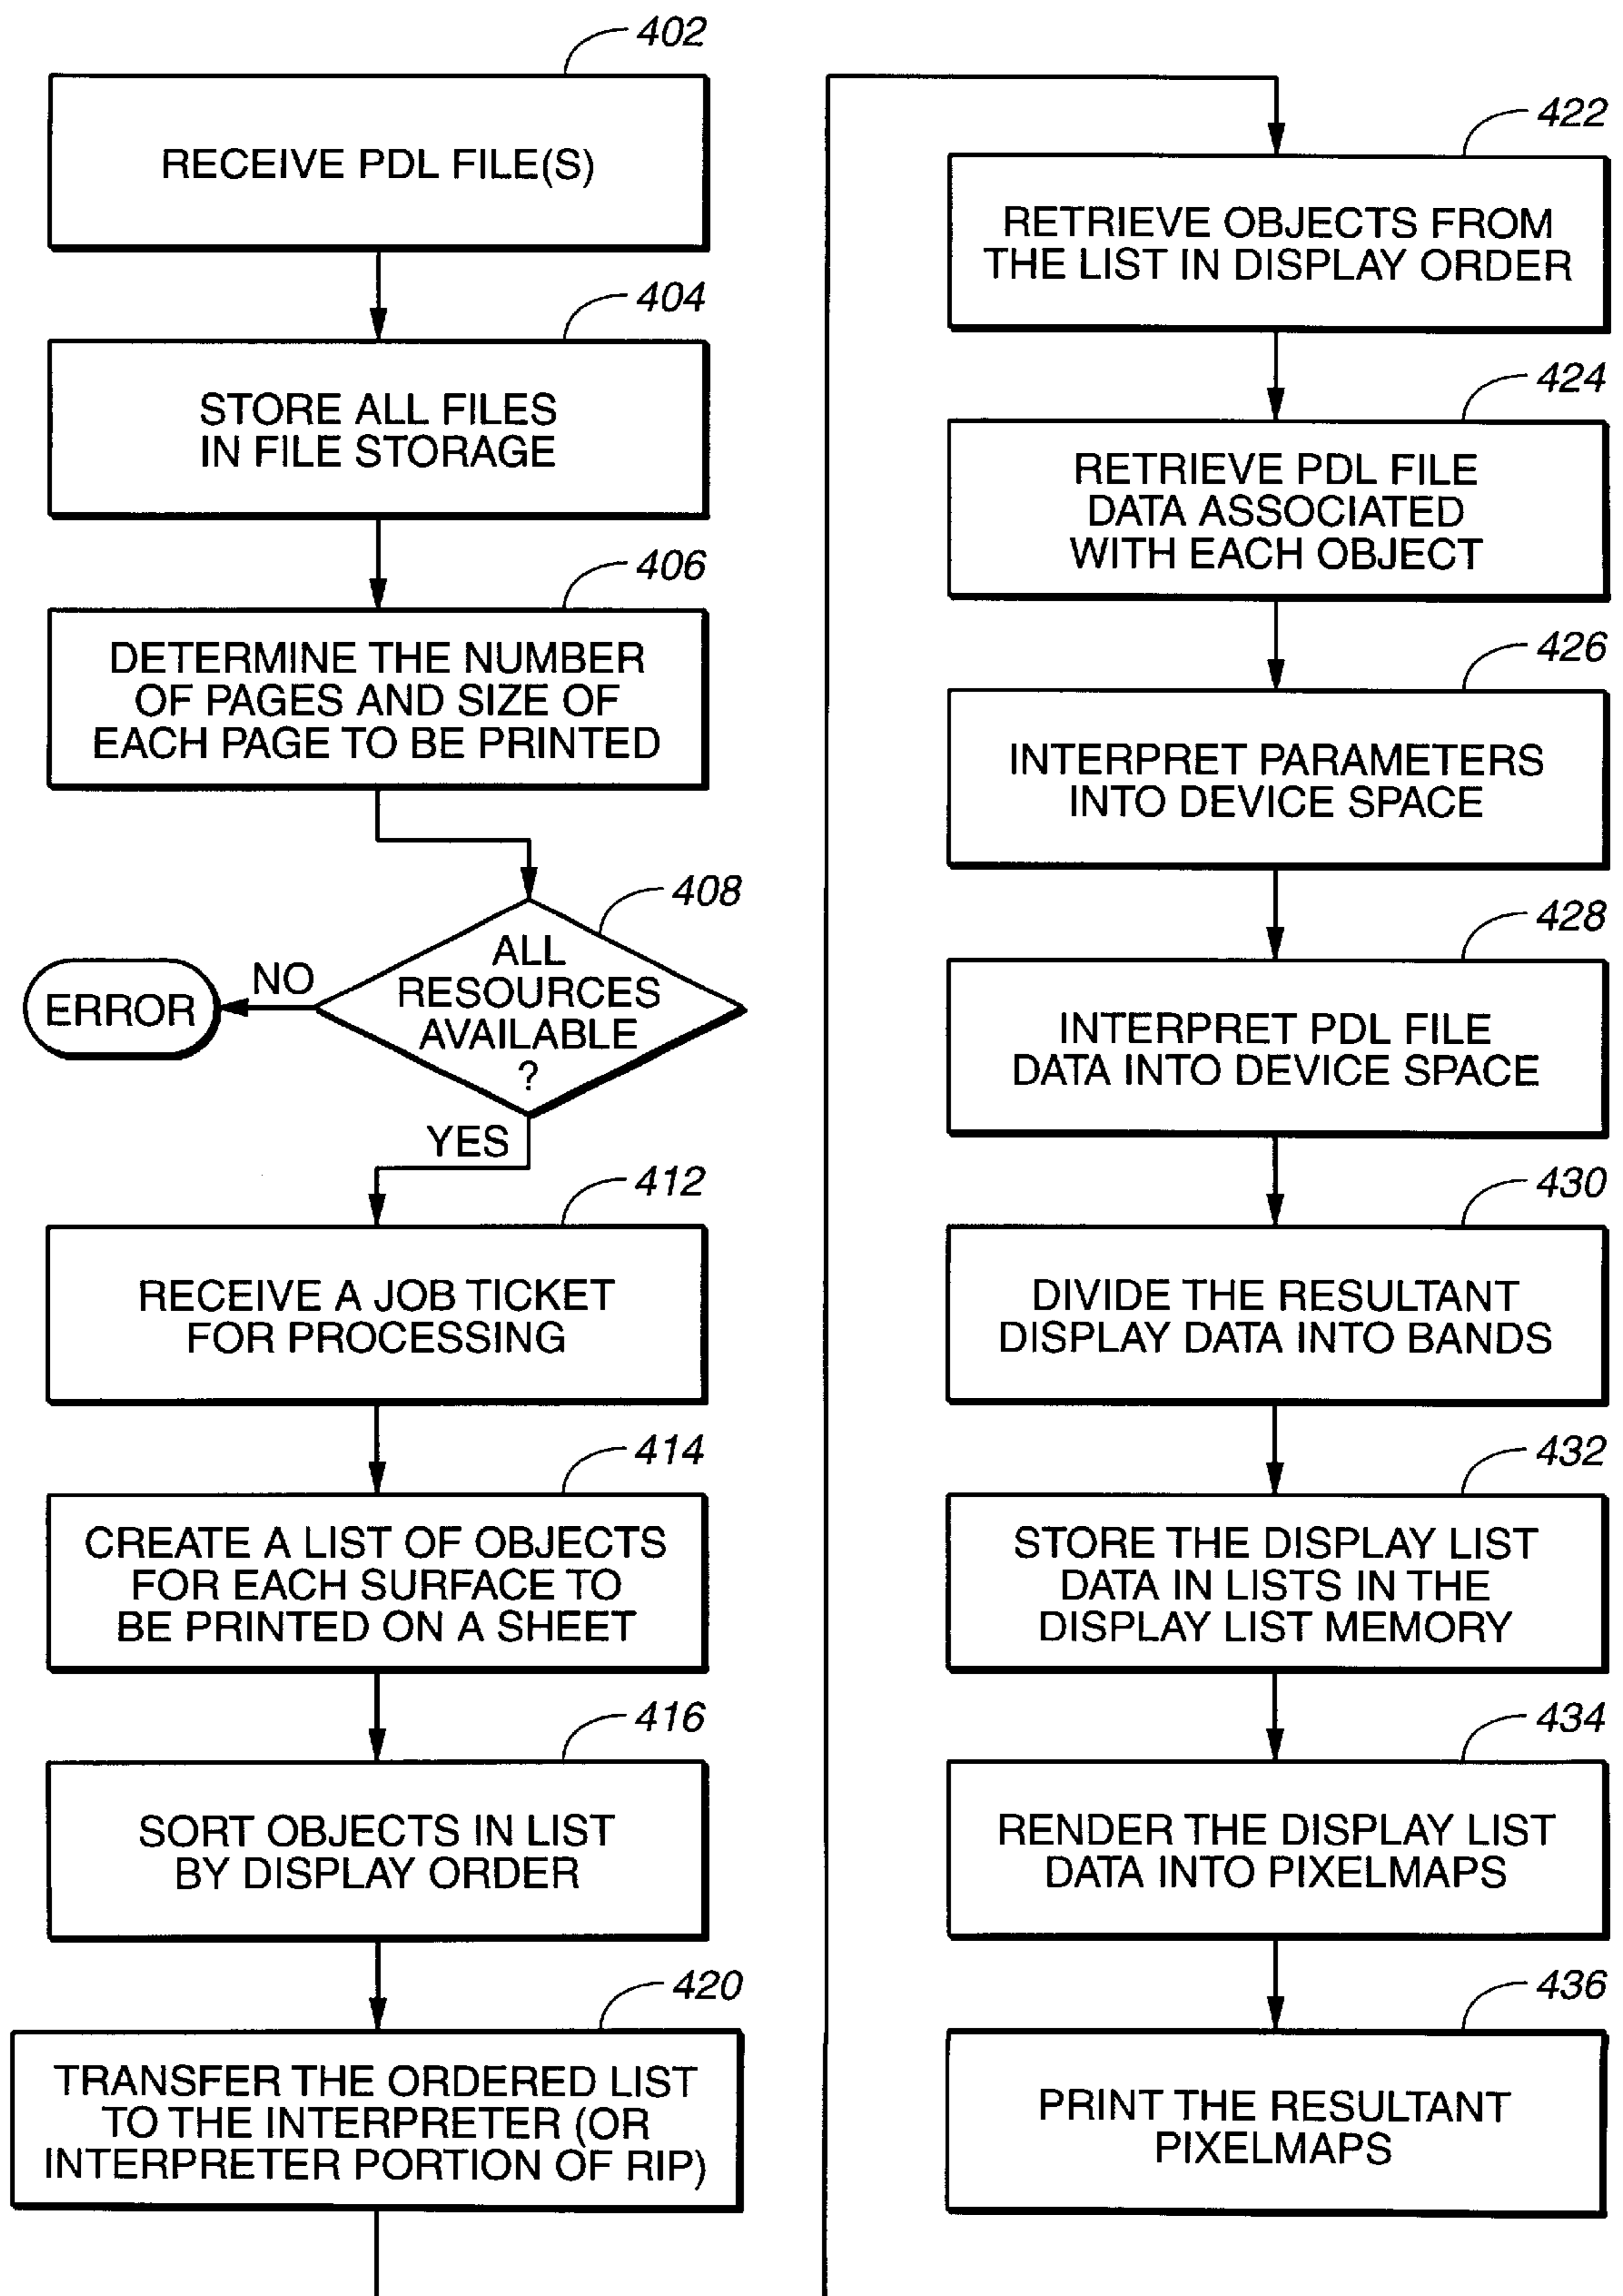 402
RECEIVE PDL FILE(S)
404
STORE ALL FILES
IN FILE STORAGE
406
DETERMINE THE NUMBER
OF PAGES AND SIZE OF
EACH PAGE TO BE PRINTED
408
ALL
RESOURCES
AVAILABLE
?
NO
ERROR
YES
412
RECEIVE A JOB TICKET
FOR PROCESSING
414
CREATE A LIST OF OBJECTS
FOR EACH SURFACE TO
BE PRINTED ON A SHEET
416
SORT OBJECTS IN LIST
BY DISPLAY ORDER
420
TRANSFER THE ORDERED LIST
TO THE INTERPRETER (OR
INTERPRETER PORTION OF RIP)
422
RETRIEVE OBJECTS FROM
THE LIST IN DISPLAY ORDER
424
RETRIEVE PDL FILE
DATA ASSOCIATED
WITH EACH OBJECT
426
INTERPRET PARAMETERS
INTO DEVICE SPACE
428
INTERPRET PDL FILE
DATA INTO DEVICE SPACE
430
DIVIDE THE RESULTANT
DISPLAY DATA INTO BANDS
432
STORE THE DISPLAY LIST
DATA IN LISTS IN THE
DISPLAY LIST MEMORY
434
RENDER THE DISPLAY LIST
DATA INTO PIXELMAPS
436
PRINT THE RESULTANT
PIXELMAPS